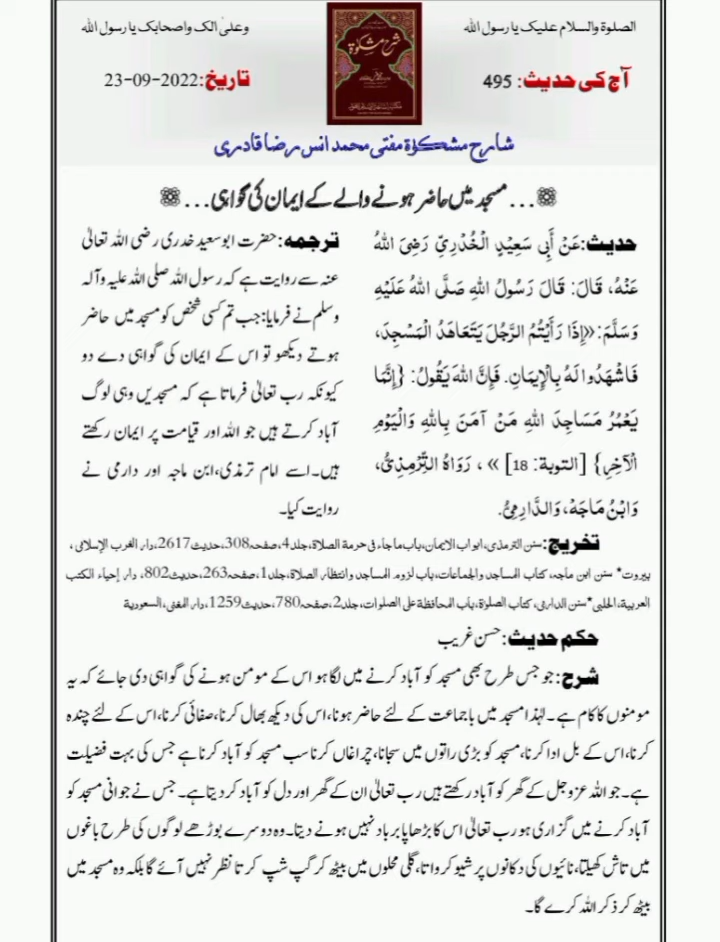 الصلوۃ والسلام علیک یا رسول اللہ
وعلیٰ الک واصحابک یا رسول اللہ
شرح مشکوٰۃ
آج کی حدیث: 495
تاریخ:23-09-2022
شارح مشکوٰۃ مفتی محمد انس رضا قادری
...مسجد میں حاضر ہونے والے کے ایمان کی گواہی...
حدیث:عَنْ أَبِی سَعِیْدٍ الْخُدْرِیِّ رَضِیَ اللهُ
عَنْهُ، قَالَ: قَالَ رَسُولُ اللهِ صَلَّی اللهُ عَلَیْهِ
وَسَلَّمَ:«إِذَا رَأَیْتُمُ الرَّجُلَ یَتَعَاهَدُ الْمَسْجِدَ،
فَاشْهَدُوا لَهُ بِالْإِیمَانِ. فَإِنَّ اللهَ یَقُولُ: {إِنَّمَا
یَعْمُرُ مَسَاجِدَ اللهِ مَنْ آمَنَ بِاللهِ وَالْیَوْمِ
الْآخِرِ} [التوبة: 18] »، رَوَاهُ التِّرْمِذِیُّ،
وَابْنُ مَاجَهْ، وَالدَّارِمِیُّ.
ترجمہ:حضرت ابوسعید خدری رضی اللہ تعالیٰ
عنہ سے روایت ہے کہ رسول اللہ صلی اللہ علیہ وآلہ
وسلم نے فرمایا:جب تم کسی شخص کو مسجد میں حاضر
ہوتے دیکھو تو اس کے ایمان کی گواہی دے دو
کیونکہ رب تعالیٰ فرماتا ہے کہ مسجدیں وہی لوگ
آباد کرتے ہیں جو اللہ اور قیامت پر ایمان رکھتے
ہیں۔اسے امام ترمذی،ابن ماجہ اور دارمی نے
روایت کیا۔
تخریج:سنن الترمذی،ابواب الایمان،باب ماجاء فی حرمۃ الصلاۃ،جلد4،صفحہ308،حدیث2617،دار الغرب الإسلامی،
بیروت*سنن ابن ماجہ، کتاب المساجد والجماعات،باب لزوم المساجد وانتظار الصلاۃ،جلد1،صفحہ263،حدیث802، دار إحیاء الکتب
العربیۃ،الحلبی*سنن الدارمی، کتاب الصلوٰۃ،باب المحافظۃ علی الصلوات،جلد2،صفحہ780،حدیث1259،دار المغنی،السعودیۃ
حکم حدیث:حسن غریب
شرح:جو جس طرح بھی مسجد کو آباد کرنے میں لگا ہو اس کے مومن ہونے کی گواہی دی جائے کہ یہ
مومنوں کا کام ہے۔لہٰذا مسجد میں باجماعت کے لئے حاضر ہونا،اس کی دیکھ بھال کرنا،صفائی کرنا،اس کے لئے چندہ
کرنا،اس کے بل ادا کرنا،مسجد کو بڑی راتوں میں سجانا،چراغاں کرنا سب مسجد کو آباد کرنا ہے جس کی بہت فضیلت
ہے۔جو اللہ عزوجل کے گھر کو آباد رکھتے ہیں رب تعالیٰ ان کے گھر اور دل کو آباد کر دیتا ہے۔جس نے جوانی مسجد کو
آباد کرنے میں گزاری ہو رب تعالیٰ اس کا بڑھاپا برباد نہیں ہونے دیتا۔وہ دوسرے بوڑھے لوگوں کی طرح باغوں
میں تاش کھیلتا،نائیوں کی دکانوں پر شیو کرواتا،گلی محلوں میں بیٹھ کر گپ شپ کرتا نظر نہیں آئے گا بلکہ وہ مسجد میں
بیٹھ کر ذکر اللہ کرے گا۔